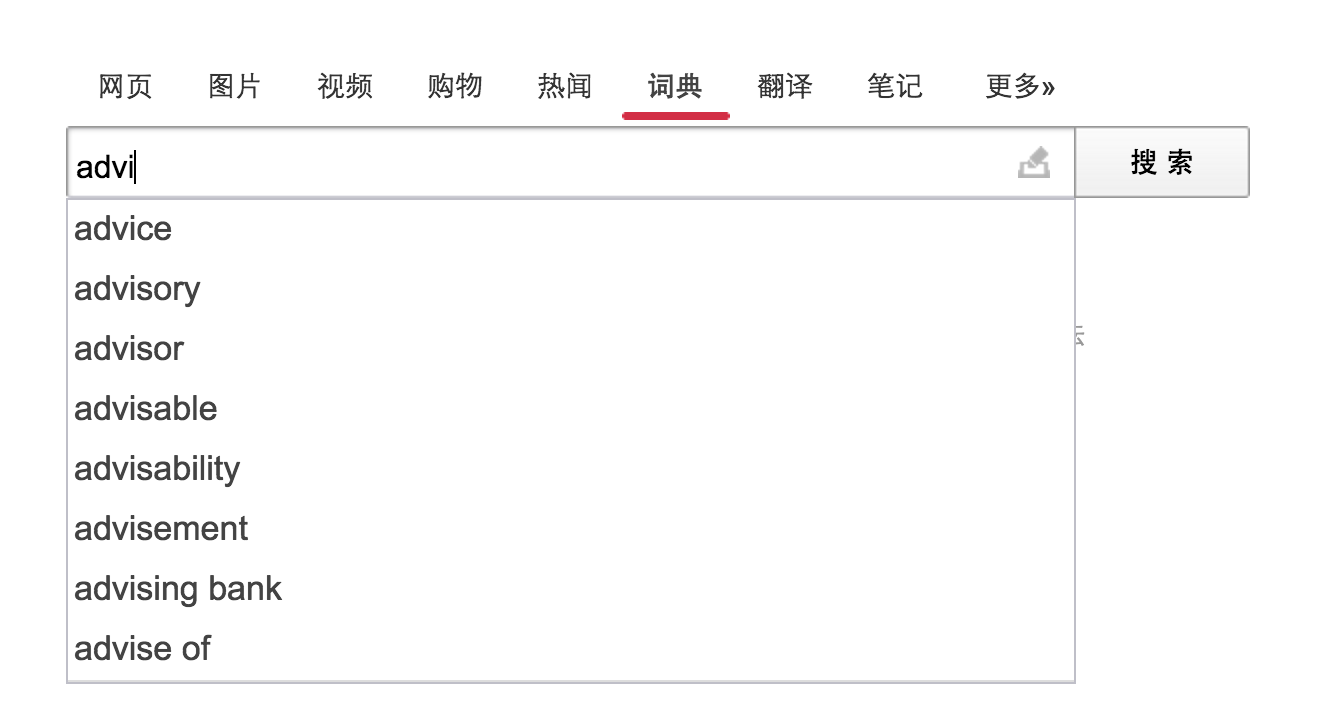 网页 图片 视频 购物 热闻 词典 翻译 笔记 更多»
advi 搜 索
advice
advisory
advisor
advisable
advisability
advisement
advising bank
advise of